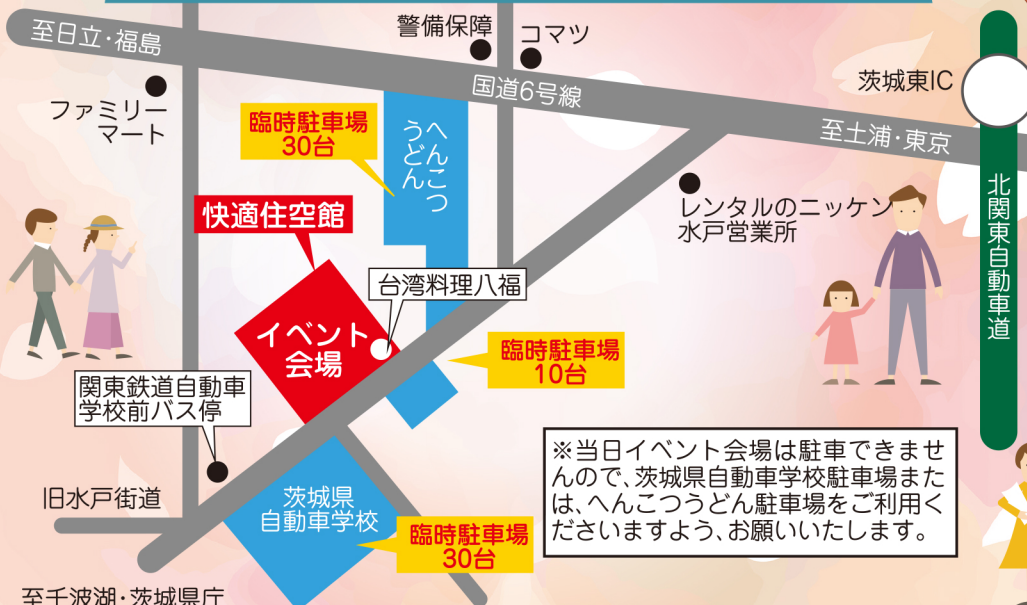 至日立・福島
警備保障
コマツ
ファミリー
マート
国道6号線
茨城東IC
至土浦・東京
臨時駐車場
30台
へんこつ
うどん
レンタルのニッケン
水戸営業所
北関東自動車道
快適住空館
台湾料理八福
イベント
会場
臨時駐車場
10台
関東鉄道自動車
学校前バス停
旧水戸街道
茨城県
自動車学校
臨時駐車場
30台
※当日イベント会場は駐車できませ
んので、茨城県自動車学校駐車場また
は、へんこつうどん駐車場をご利用く
ださいますよう、お願いいたします。
至千波湖・茨城県庁